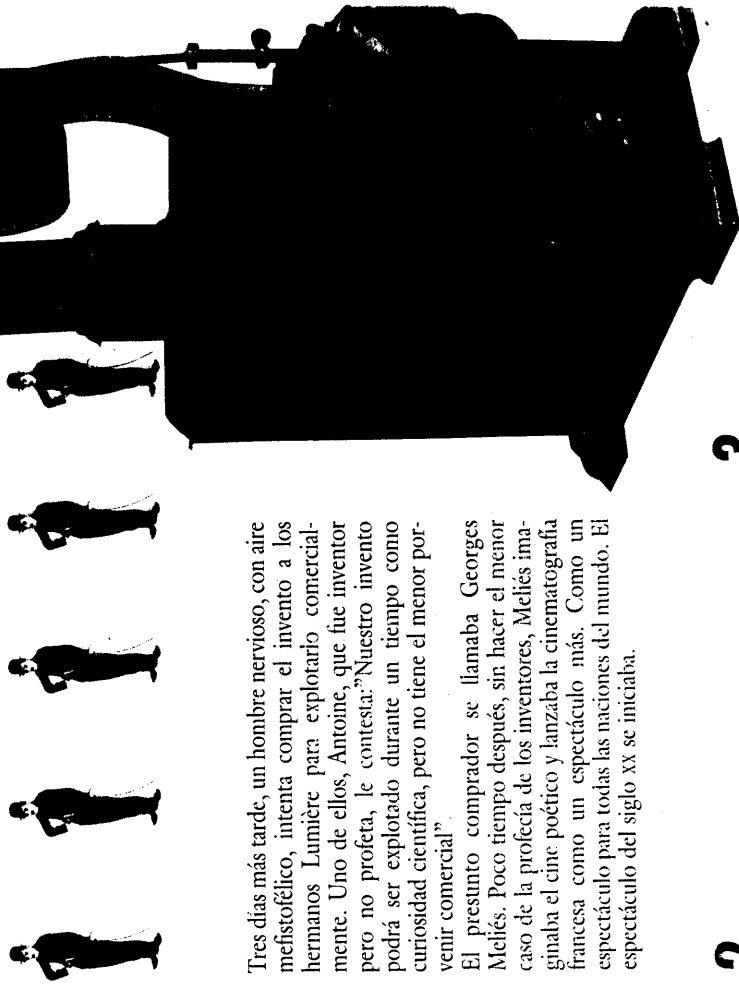 Tres días más tarde, un hombre nervioso, con aire
mefistofélico, intenta comprar el invento a los
hermanos Lumière para explotarlo comercial-
mente. Uno de ellos, Antoine, que fue inventor
pero no profeta, le contesta:"Nuestro invento
podrá ser explotado durante un tiempo como
curiosidad científica, pero no tiene el menor por-
venir comercial"
El presunto comprador se llamaba Georges
Meliés. Poco tiempo después, sin hacer el menor
caso de la profecía de los inventores, Meliés ima-
ginaba el cine poético y lanzaba la cinematografía
francesa como un espectáculo más. Como un
espectáculo para todas las naciones del mundo. El
espectáculo del siglo XX se iniciaba.